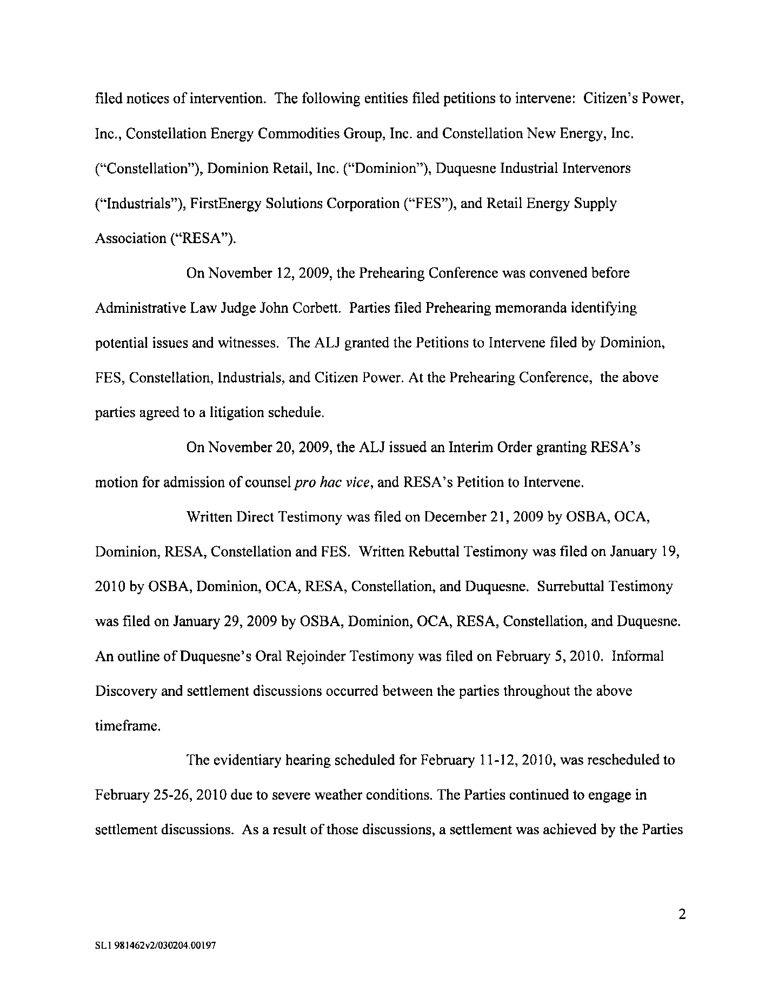 filed notices of intervention.  The following entities filed petitions to intervene:  Citizen’s Power,
Inc., Constellation Energy Commodities Group, Inc. and Constellation New Energy, Inc.
(“Constellation”), Dominion Retail, Inc. (“Dominion”), Duquesne Industrial Intervenors
(“Industrials”), FirstEnergy Solutions Corporation (“FES”), and Retail Energy Supply
Association (“RESA”).
On November 12, 2009, the Prehearing Conference was convened before
Administrative Law Judge John Corbett.  Parties filed Prehearing memoranda identifying
potential issues and witnesses.  The ALJ granted the Petitions to Intervene filed by Dominion,
FES, Constellation, Industrials, and Citizen Power. At the Prehearing Conference,  the above
parties agreed to a litigation schedule.
On November 20, 2009, the ALJ issued an Interim Order granting RESA’s
motion for admission of counsel pro hac vice, and RESA’s Petition to Intervene.
Written Direct Testimony was filed on December 21, 2009 by OSBA, OCA,
Dominion, RESA, Constellation and FES.  Written Rebuttal Testimony was filed on January 19,
2010 by OSBA, Dominion, OCA, RESA, Constellation, and Duquesne.  Surrebuttal Testimony
was filed on January 29, 2009 by OSBA, Dominion, OCA, RESA, Constellation, and Duquesne.
An outline of Duquesne’s Oral Rejoinder Testimony was filed on February 5, 2010.  Informal
Discovery and settlement discussions occurred between the parties throughout the above
timeframe.
The evidentiary hearing scheduled for February 11-12, 2010, was rescheduled to
February 25-26, 2010 due to severe weather conditions. The Parties continued to engage in
settlement discussions.  As a result of those discussions, a settlement was achieved by the Parties
2
SL1 981462v2/030204.00197